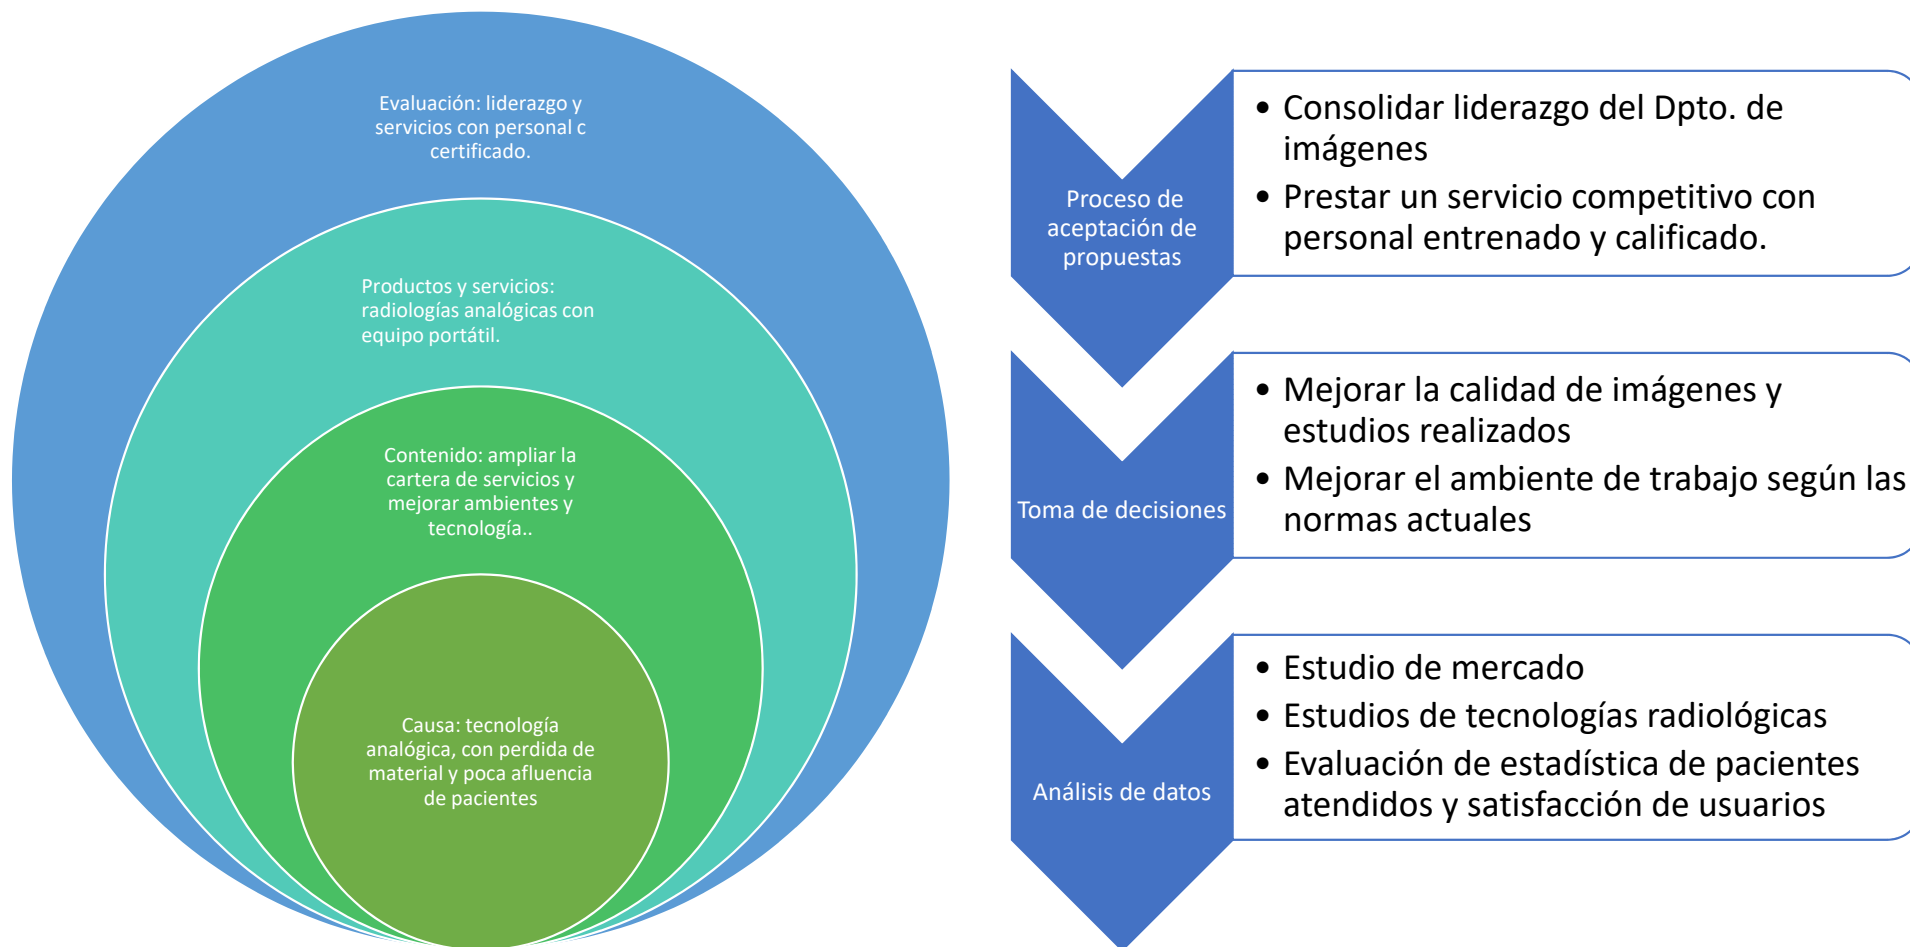 Evaluación: liderazgo y
servicios con personal c
certificado.
Productos y servicios:
radiologías analógicas con
equipo portátil.
Contenido: ampliar la
cartera de servicios y
mejorar ambientes y
tecnología..
Causa: tecnología
analógica, con perdida de
material y poca afluencia
de pacientes
Proceso de
aceptación de
propuestas
• Consolidar liderazgo del Dpto. de
imágenes
• Prestar un servicio competitivo con
personal entrenado y calificado.
Toma de decisiones
• Mejorar la calidad de imágenes y
estudios realizados
• Mejorar el ambiente de trabajo según las
normas actuales
Análisis de datos
• Estudio de mercado
• Estudios de tecnologías radiológicas
• Evaluación de estadística de pacientes
atendidos y satisfacción de usuarios